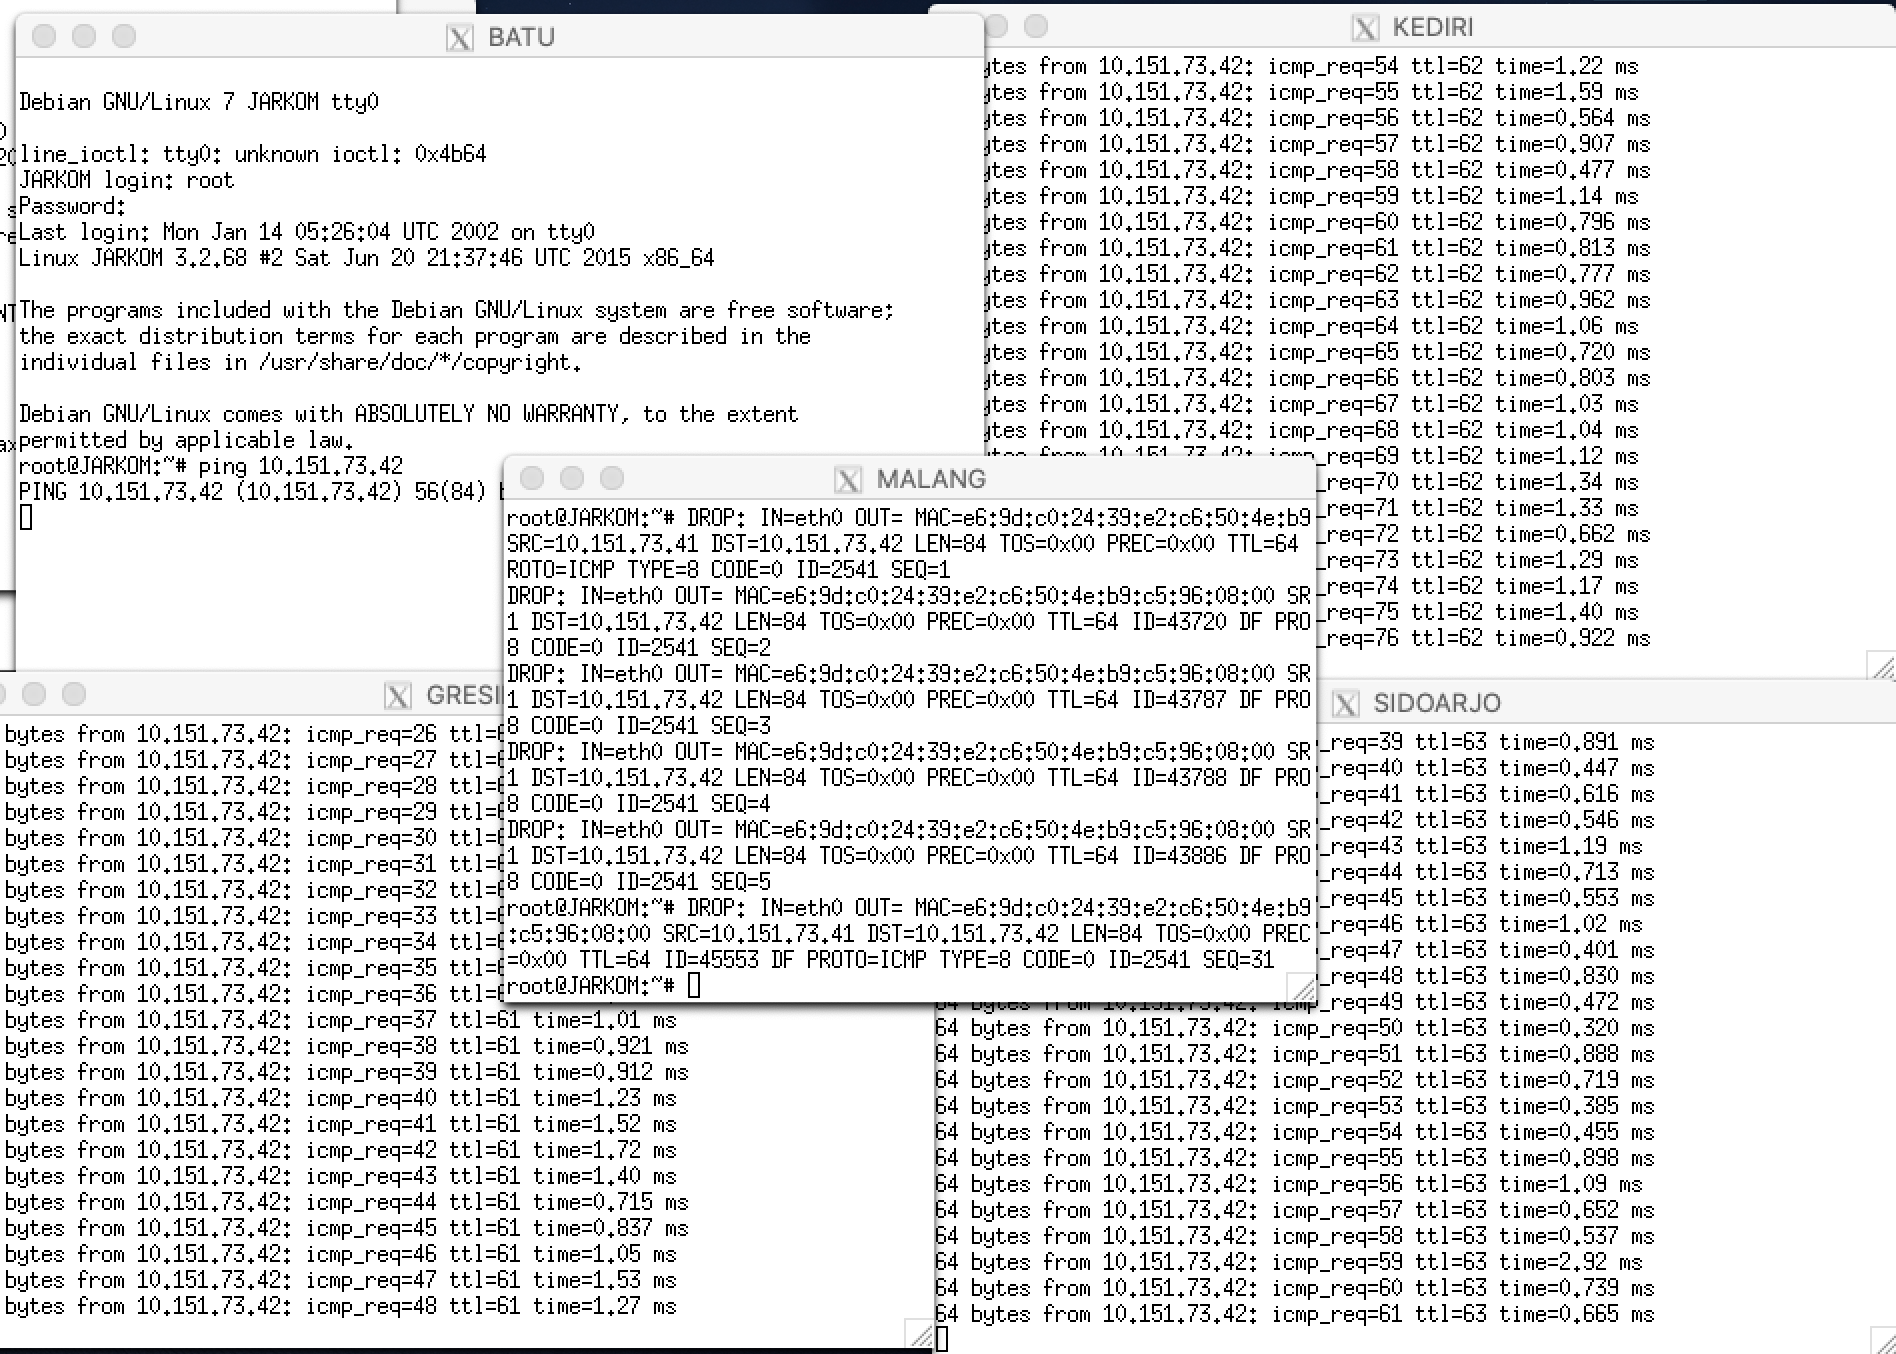 BATU
Debian GNU/Linux 7 JARKOM tty0
line_ioctl: tty0: unknown ioctl: 0x4b64
JARKOM login: root
Password:
Last login: Mon Jan 14 05:26:04 UTC 2002 on tty0
Linux JARKOM 3.2.68 #2 Sat Jun 20 21:37:46 UTC 2015 x86_64
The programs included with the Debian GNU/Linux system are free software;
the exact distribution terms for each program are described in the
individual files in /usr/share/doc/*/copyright.
Debian GNU/Linux comes with ABSOLUTELY NO WARRANTY, to the extent
permitted by applicable law.
root@JARKOM:~# ping 10.151.73.42
PING 10.151.73.42 (10.151.73.42) 56(84)
KEDIRI
ytes from 10.151.73.42: icmp_req=54 ttl=62 time=1.22 ms
ytes from 10.151.73.42: icmp_req=55 ttl=62 time=1.59 ms
ytes from 10.151.73.42: icmp_req=56 ttl=62 time=0.564 ms
ytes from 10.151.73.42: icmp_req=57 ttl=62 time=0.907 ms
ytes from 10.151.73.42: icmp_req=58 ttl=62 time=0.477 ms
ytes from 10.151.73.42: icmp_req=59 ttl=62 time=1.14 ms
ytes from 10.151.73.42: icmp_req=60 ttl=62 time=0.796 ms
ytes from 10.151.73.42: icmp_req=61 ttl=62 time=0.813 ms
ytes from 10.151.73.42: icmp_req=62 ttl=62 time=0.777 ms
ytes from 10.151.73.42: icmp_req=63 ttl=62 time=0.962 ms
ytes from 10.151.73.42: icmp_req=64 ttl=62 time=1.06 ms
ytes from 10.151.73.42: icmp_req=65 ttl=62 time=0.720 ms
ytes from 10.151.73.42: icmp_req=66 ttl=62 time=0.803 ms
ytes from 10.151.73.42: icmp_req=67 ttl=62 time=1.03 ms
ytes from 10.151.73.42: icmp_req=68 ttl=62 time=1.04 ms
_req=69 ttl=62 time=1.12 ms
_req=70 ttl=62 time=1.34 ms
_req=71 ttl=62 time=1.33 ms
_req=72 ttl=62 time=0.662 ms
_req=73 ttl=62 time=1.29 ms
_req=74 ttl=62 time=1.17 ms
_req=75 ttl=62 time=1.40 ms
_req=76 ttl=62 time=0.922 ms
MALANG
root@JARKOM:~# DROP: IN=eth0 OUT= MAC=e6:9d:c0:24:39:e2:c6:50:4e:b9
SRC=10.151.73.41 DST=10.151.73.42 LEN=84 TOS=0x00 PREC=0x00 TTL=64
ROTO=ICMP TYPE=8 CODE=0 ID=2541 SEQ=1
DROP: IN=eth0 OUT= MAC=e6:9d:c0:24:39:e2:c6:50:4e:b9:c5:96:08:00 SR
1 DST=10.151.73.42 LEN=84 TOS=0x00 PREC=0x00 TTL=64 ID=43720 DF PRO
8 CODE=0 ID=2541 SEQ=2
DROP: IN=eth0 OUT= MAC=e6:9d:c0:24:39:e2:c6:50:4e:b9:c5:96:08:00 SR
1 DST=10.151.73.42 LEN=84 TOS=0x00 PREC=0x00 TTL=64 ID=43787 DF PRO
8 CODE=0 ID=2541 SEQ=3
DROP: IN=eth0 OUT= MAC=e6:9d:c0:24:39:e2:c6:50:4e:b9:c5:96:08:00 SR
1 DST=10.151.73.42 LEN=84 TOS=0x00 PREC=0x00 TTL=64 ID=43788 DF PRO
8 CODE=0 ID=2541 SEQ=4
DROP: IN=eth0 OUT= MAC=e6:9d:c0:24:39:e2:c6:50:4e:b9:c5:96:08:00 SR
1 DST=10.151.73.42 LEN=84 TOS=0x00 PREC=0x00 TTL=64 ID=43886 DF PRO
8 CODE=0 ID=2541 SEQ=5
root@JARKOM:~# DROP: IN=eth0 OUT= MAC=e6:9d:c0:24:39:e2:c6:50:4e:b9
:c5:96:08:00 SRC=10.151.73.41 DST=10.151.73.42 LEN=84 TOS=0x00 PREC
=0x00 TTL=64 ID=45553 DF PROTO=ICMP TYPE=8 CODE=0 ID=2541 SEQ=31
root@JARKOM:~#
GRESI
bytes from 10.151.73.42: icmp_req=26 ttl=
bytes from 10.151.73.42: icmp_req=27 ttl=
bytes from 10.151.73.42: icmp_req=28 ttl=
bytes from 10.151.73.42: icmp_req=29 ttl=
bytes from 10.151.73.42: icmp_req=30 ttl=
bytes from 10.151.73.42: icmp_req=31 ttl=
bytes from 10.151.73.42: icmp_req=32 ttl=
bytes from 10.151.73.42: icmp_req=33 ttl=
bytes from 10.151.73.42: icmp_req=34 ttl=
bytes from 10.151.73.42: icmp_req=35 ttl=
bytes from 10.151.73.42: icmp_req=36 ttl=
bytes from 10.151.73.42: icmp_req=37 ttl=61 time=1.01 ms
bytes from 10.151.73.42: icmp_req=38 ttl=61 time=0.921 ms
bytes from 10.151.73.42: icmp_req=39 ttl=61 time=0.912 ms
bytes from 10.151.73.42: icmp_req=40 ttl=61 time=1.23 ms
bytes from 10.151.73.42: icmp_req=41 ttl=61 time=1.52 ms
bytes from 10.151.73.42: icmp_req=42 ttl=61 time=1.72 ms
bytes from 10.151.73.42: icmp_req=43 ttl=61 time=1.40 ms
bytes from 10.151.73.42: icmp_req=44 ttl=61 time=0.715 ms
bytes from 10.151.73.42: icmp_req=45 ttl=61 time=0.837 ms
bytes from 10.151.73.42: icmp_req=46 ttl=61 time=1.05 ms
bytes from 10.151.73.42: icmp_req=47 ttl=61 time=1.53 ms
bytes from 10.151.73.42: icmp_req=48 ttl=61 time=1.27 ms
SIDOARJO
_req=39 ttl=63 time=0.891 ms
_req=40 ttl=63 time=0.447 ms
_req=41 ttl=63 time=0.616 ms
_req=42 ttl=63 time=0.546 ms
_req=43 ttl=63 time=1.19 ms
_req=44 ttl=63 time=0.713 ms
_req=45 ttl=63 time=0.553 ms
_req=46 ttl=63 time=1.02 ms
_req=47 ttl=63 time=0.401 ms
_req=48 ttl=63 time=0.830 ms
64 bytes from 10.151.73.42: icmp_req=49 ttl=63 time=0.472 ms
64 bytes from 10.151.73.42: icmp_req=50 ttl=63 time=0.320 ms
64 bytes from 10.151.73.42: icmp_req=51 ttl=63 time=0.888 ms
64 bytes from 10.151.73.42: icmp_req=52 ttl=63 time=0.719 ms
64 bytes from 10.151.73.42: icmp_req=53 ttl=63 time=0.385 ms
64 bytes from 10.151.73.42: icmp_req=54 ttl=63 time=0.455 ms
64 bytes from 10.151.73.42: icmp_req=55 ttl=63 time=0.898 ms
64 bytes from 10.151.73.42: icmp_req=56 ttl=63 time=1.09 ms
64 bytes from 10.151.73.42: icmp_req=57 ttl=63 time=0.652 ms
64 bytes from 10.151.73.42: icmp_req=58 ttl=63 time=0.537 ms
64 bytes from 10.151.73.42: icmp_req=59 ttl=63 time=2.92 ms
64 bytes from 10.151.73.42: icmp_req=60 ttl=63 time=0.739 ms
64 bytes from 10.151.73.42: icmp_req=61 ttl=63 time=0.665 ms